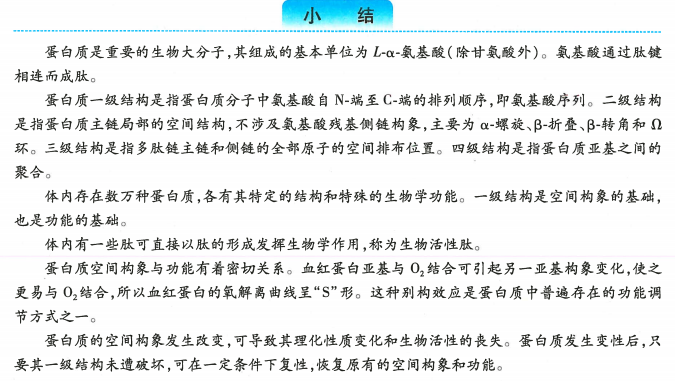 小 结
蛋白质是重要的生物大分子,其组成的基本单位为 L-α-氨基酸(除甘氨酸外)。氨基酸通过肽键
相连而成肽。
蛋白质一级结构是指蛋白质分子中氨基酸自 N-端至 C-端的排列顺序,即氨基酸序列。二级结构
是指蛋白质主链局部的空间结构,不涉及氨基酸残基侧链构象,主要为 α-螺旋、β-折叠、β-转角和 Ω
环。三级结构是指多肽链主链和侧链的全部原子的空间排布位置。四级结构是指蛋白质亚基之间的
聚合。
体内存在数万种蛋白质,各有其特定的结构和特殊的生物学功能。一级结构是空间构象的基础,
也是功能的基础。
体内有一些肽可直接以肽的形成发挥生物学作用,称为生物活性肽。
蛋白质空间构象与功能有着密切关系。血红蛋白亚基与 O₂结合可引起另一亚基构象变化,使之
更易与 O₂结合,所以血红蛋白的氧解离曲线呈“S”形。这种别构效应是蛋白质中普遍存在的功能调
节方式之一。
蛋白质的空间构象发生改变,可导致其理化性质变化和生物活性的丧失。蛋白质发生变性后,只
要其一级结构未遭破坏,可在一定条件下复性,恢复原有的空间构象和功能。